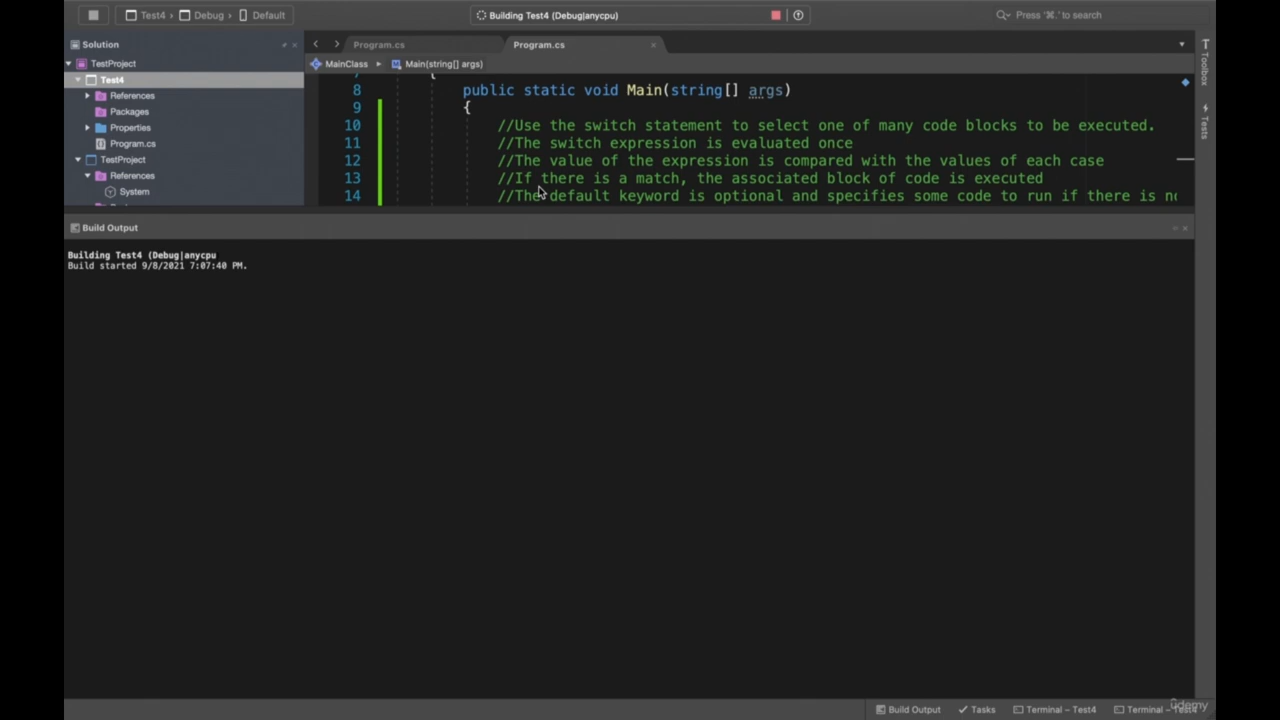 Test4 › Debug › Default
Building Test4 (Debug|anycpu)
Press '⌘.' to search
Solution
Program.cs
Program.cs
TestProject
MainClass
Main(string[] args)
Test4
References
Packages
Properties
Program.cs
TestProject
References
System
8 public static void Main(string[] args)
9 {
10 //Use the switch statement to select one of many code blocks to be executed.
11 //The switch expression is evaluated once
12 //The value of the expression is compared with the values of each case
13 //If there is a match, the associated block of code is executed
14 //The default keyword is optional and specifies some code to run if there is no
Toolbox
Tests
Build Output
Building Test4 (Debug|anycpu
Build started 9/8/2021 7:07:40 PM.
Build Output
Tasks
Terminal – Test4
Terminal – Test4
ûdemy